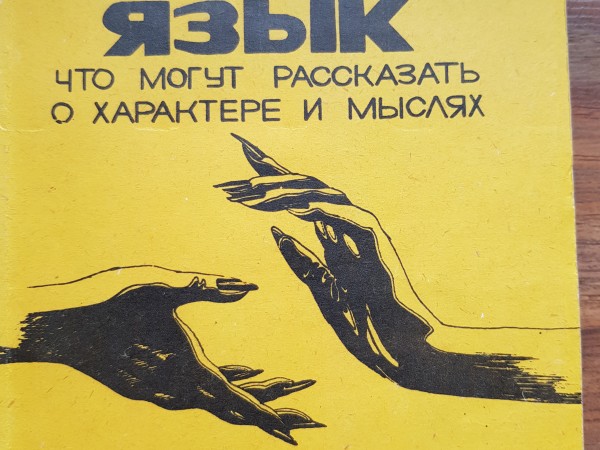 ЯЗЫК
ЧТО МОГУТ РАССКАЗАТЬ
О ХАРАКТЕРЕ И МЫСЛЯХ